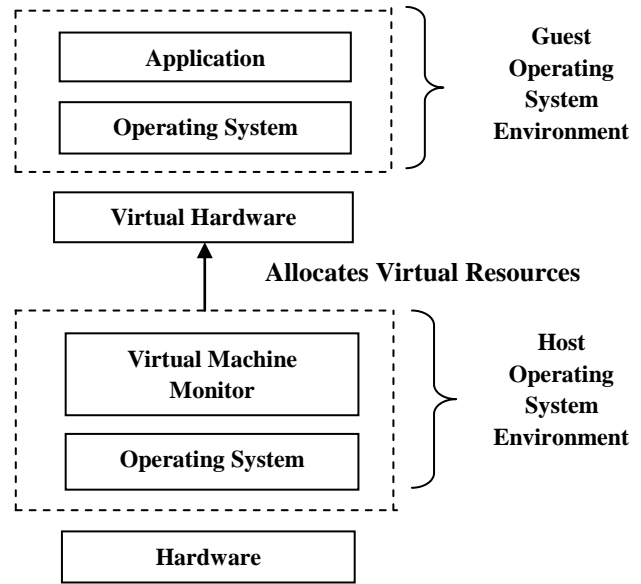 Application
Operating System
Guest
Operating
System
Environment
Virtual Hardware
Allocates Virtual Resources
Virtual Machine
Monitor
Operating System
Host
Operating
System
Environment
Hardware